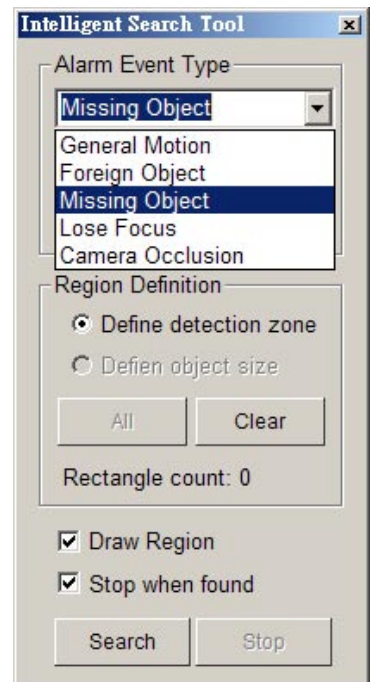 Intelligent Search Tool
Alarm Event Type
Missing Object
General Motion
Foreign Object
Missing Object
Lose Focus
Camera Occlusion
Region Definition
Define detection zone
Defien object size
All Clear
Rectangle count: 0
Draw Region
Stop when found
Search Stop